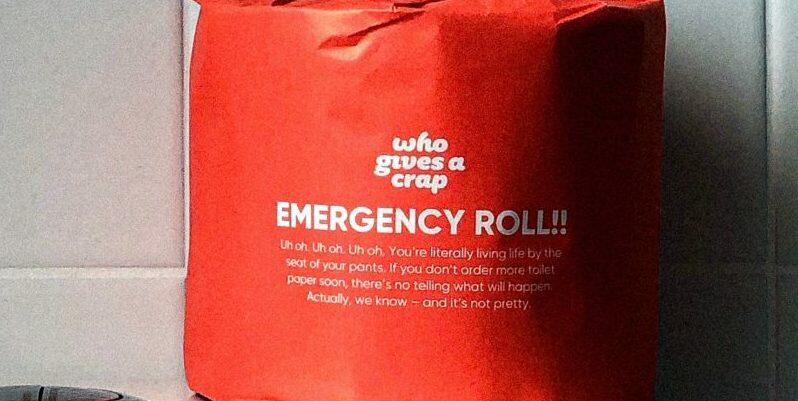 who
gives a
crap
EMERGENCY ROLL!!
Uh oh. Uh oh. Uh oh. You're literally living life by the
seat of your pants. If you don't order more toilet
paper soon, there's no telling what will happen.
Actually, we know – and it's not pretty.